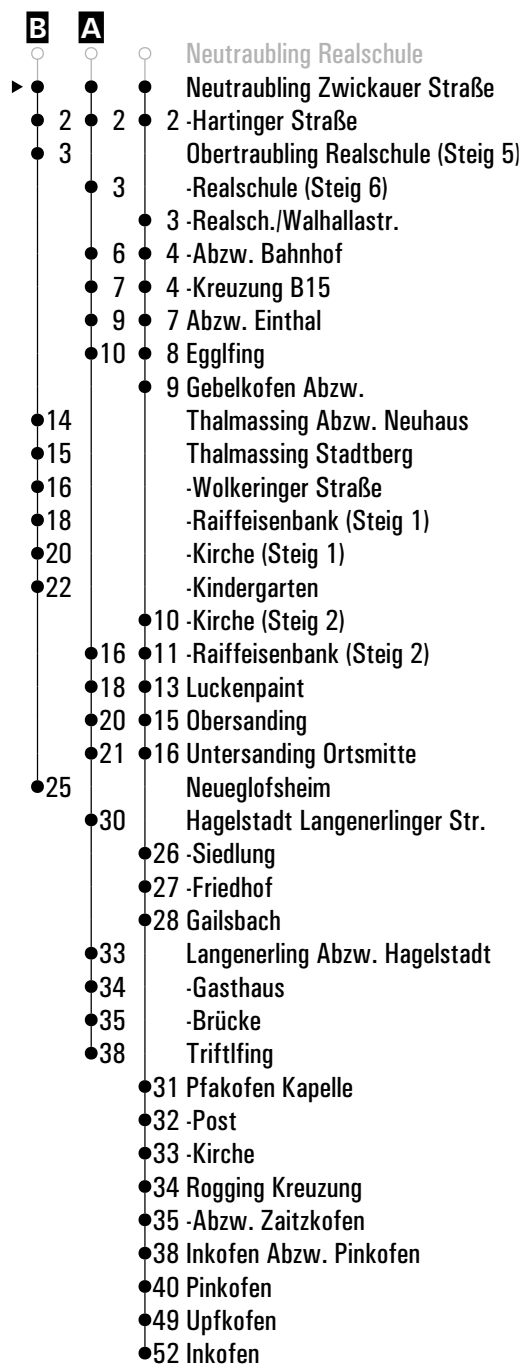 B A
Neutraubling Realschule
Neutraubling Zwickauer Straße
2 2 2 -Hartinger Straße
3 Obertraubling Realschule (Steig 5)
3 -Realschule (Steig 6)
3 -Realsch./Walhallastr.
6 4 -Abzw. Bahnhof
7 4 -Kreuzung B15
9 7 Abzw. Einthal
10 8 Egglfing
9 Gebelkofen Abzw.
14 Thalmassing Abzw. Neuhaus
15 Thalmassing Stadtberg
16 -Wolkeringer Straße
18 -Raiffeisenbank (Steig 1)
20 -Kirche (Steig 1)
22 -Kindergarten
10 -Kirche (Steig 2)
16 11 -Raiffeisenbank (Steig 2)
18 13 Luckenpaint
20 15 Obersanding
21 16 Untersanding Ortsmitte
25 Neueglofsheim
30 Hagelstadt Langenerlinger Str.
26 -Siedlung
27 -Friedhof
28 Gailsbach
33 Langenerling Abzw. Hagelstadt
34 -Gasthaus
35 -Brücke
38 Triftlfing
31 Pfakofen Kapelle
32 -Post
33 -Kirche
34 Rogging Kreuzung
35 -Abzw. Zaitzkofen
38 Inkofen Abzw. Pinkofen
40 Pinkofen
49 Upfkofen
52 Inkofen